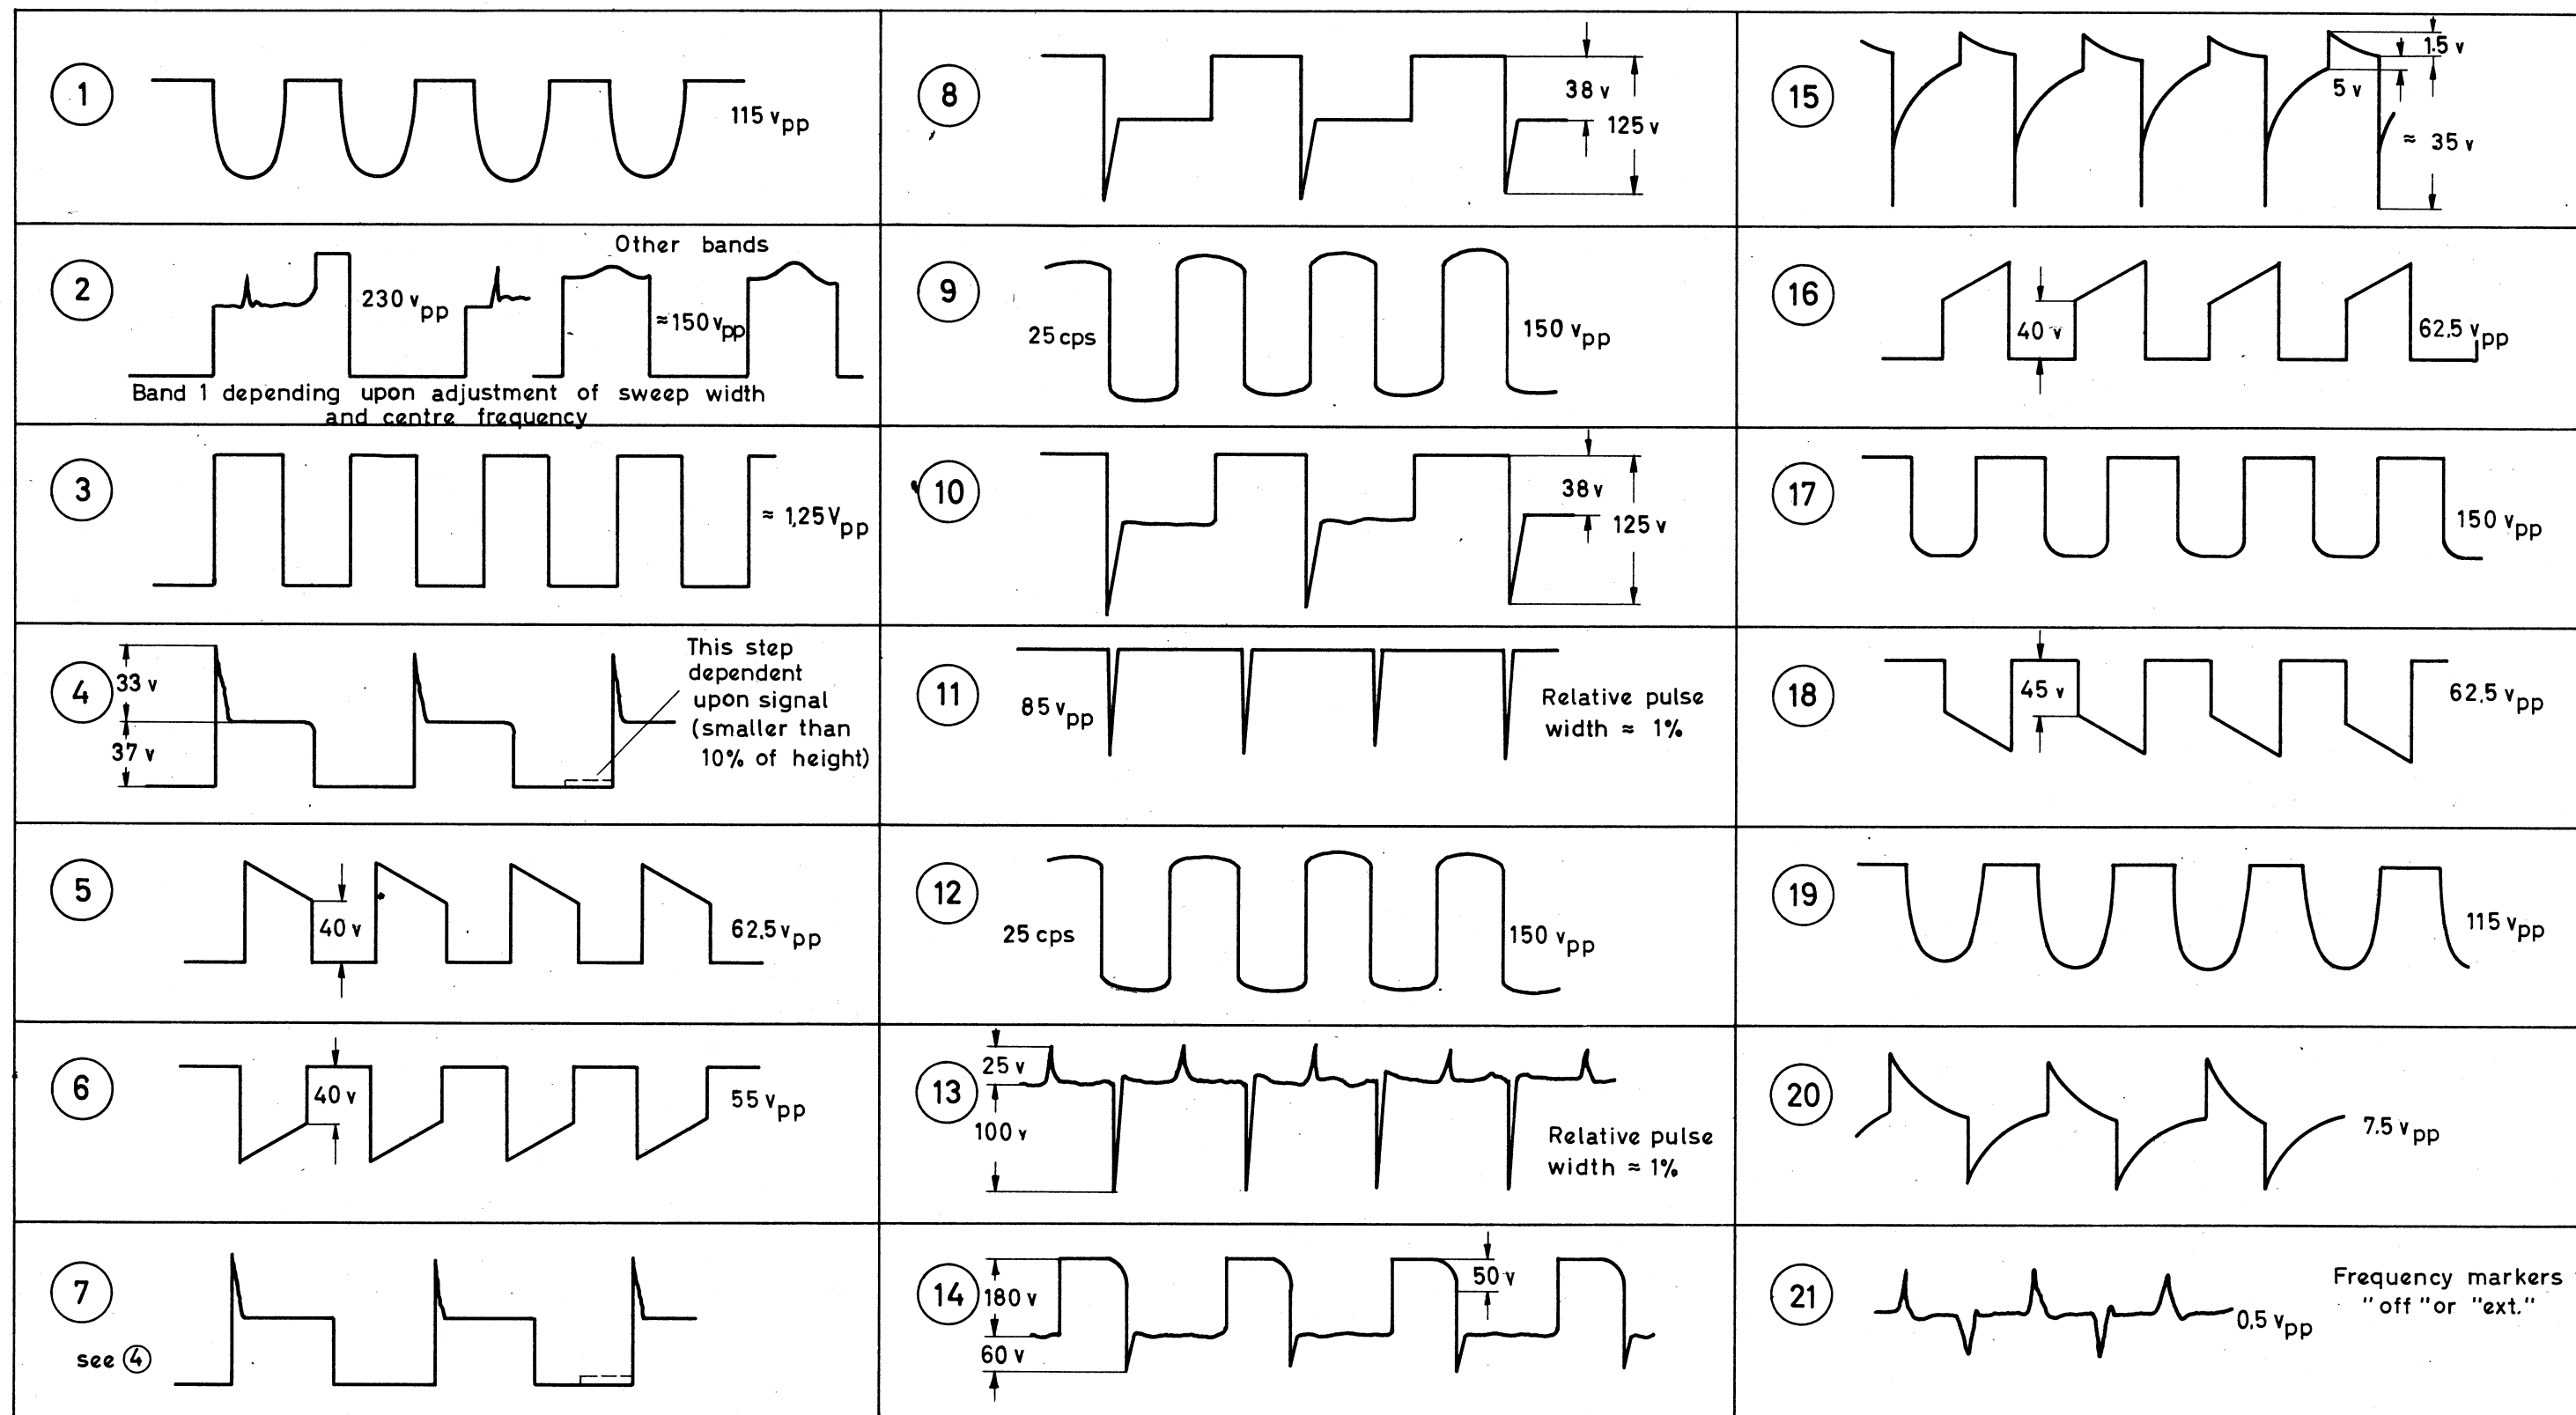 1
115 vpp
2
Other bands
230 vpp
≈150 vpp
Band 1 depending upon adjustment of sweep width
and centre frequency
3
≈ 1,25 Vpp
4
33 v
37 v
This step
dependent
upon signal
(smaller than
10% of height)
5
40 v
62.5 vpp
6
40 v
55 vpp
7
see 4
8
38 v
125 v
9
25 cps
150 vpp
10
38 v
125 v
11
85 vpp
Relative pulse
width ≈ 1%
12
25 cps
150 vpp
13
25 v
100 v
Relative pulse
width ≈ 1%
14
180 v
60 v
50 v
15
1.5 v
5 v
≈ 35 v
16
40 v
62.5 vpp
17
150 vpp
18
45 v
62,5 vpp
19
115 vpp
20
7.5 vpp
21
0.5 vpp
Frequency markers
"off" or "ext."